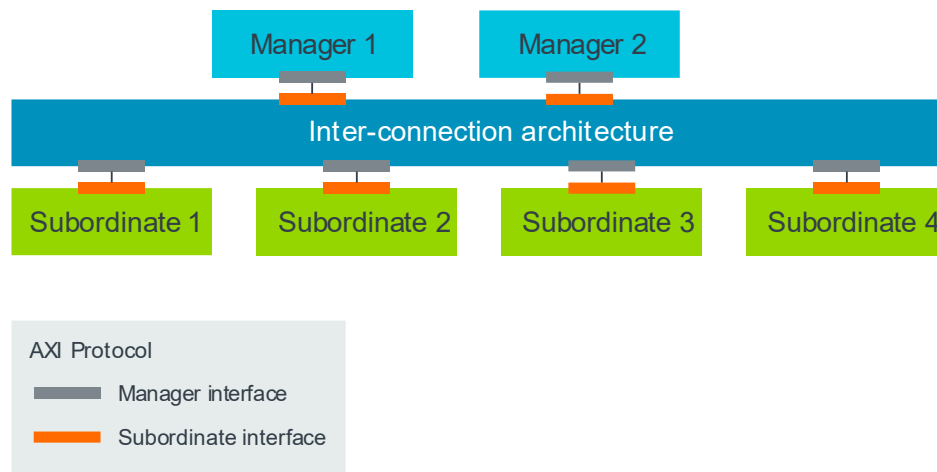 Manager 1
Manager 2
Inter-connection architecture
Subordinate 1
Subordinate 2
Subordinate 3
Subordinate 4
AXI Protocol
Manager interface
Subordinate interface